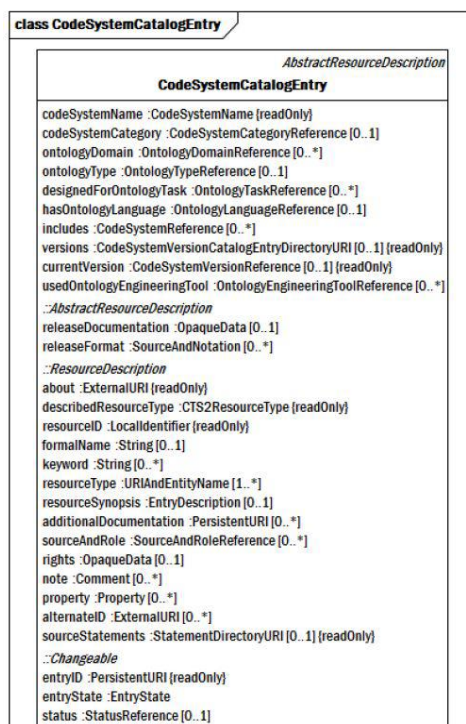 class CodeSystemCatalogEntry
AbstractResourceDescription
CodeSystemCatalogEntry
codeSystemName :CodeSystemName {readOnly}
codeSystemCategory :CodeSystemCategoryReference [0..1]
ontologyDomain :OntologyDomainReference [0..*]
ontologyType :OntologyTypeReference [0..1]
designedForOntologyTask :OntologyTaskReference [0..*]
hasOntologyLanguage :OntologyLanguageReference [0..1]
includes :CodeSystemReference [0..*]
versions :CodeSystemVersionCatalogEntryDirectoryURI [0..1] {readOnly}
currentVersion :CodeSystemVersionReference [0..1] {readOnly}
usedOntologyEngineeringTool :OntologyEngineeringToolReference [0..*]
::AbstractResourceDescription
releaseDocumentation :OpaqueData [0..1]
releaseFormat :SourceAndNotation [0..*]
::ResourceDescription
about :ExternalURI {readOnly}
describedResourceType :CTS2ResourceType {readOnly}
resourceID :LocalIdentifier {readOnly}
formalName :String [0..1]
keyword :String [0..*]
resourceType :URIAndEntityName [1..*]
resourceSynopsis :EntryDescription [0..1]
additionalDocumentation :PersistentURI [0..*]
sourceAndRole :SourceAndRoleReference [0..*]
rights :OpaqueData [0..1]
note :Comment [0..*]
property :Property [0..*]
alternateID :ExternalURI [0..*]
sourceStatements :StatementDirectoryURI [0..1] {readOnly}
::Changeable
entryID :PersistentURI {readOnly}
entryState :EntryState
status :StatusReference [0..1]